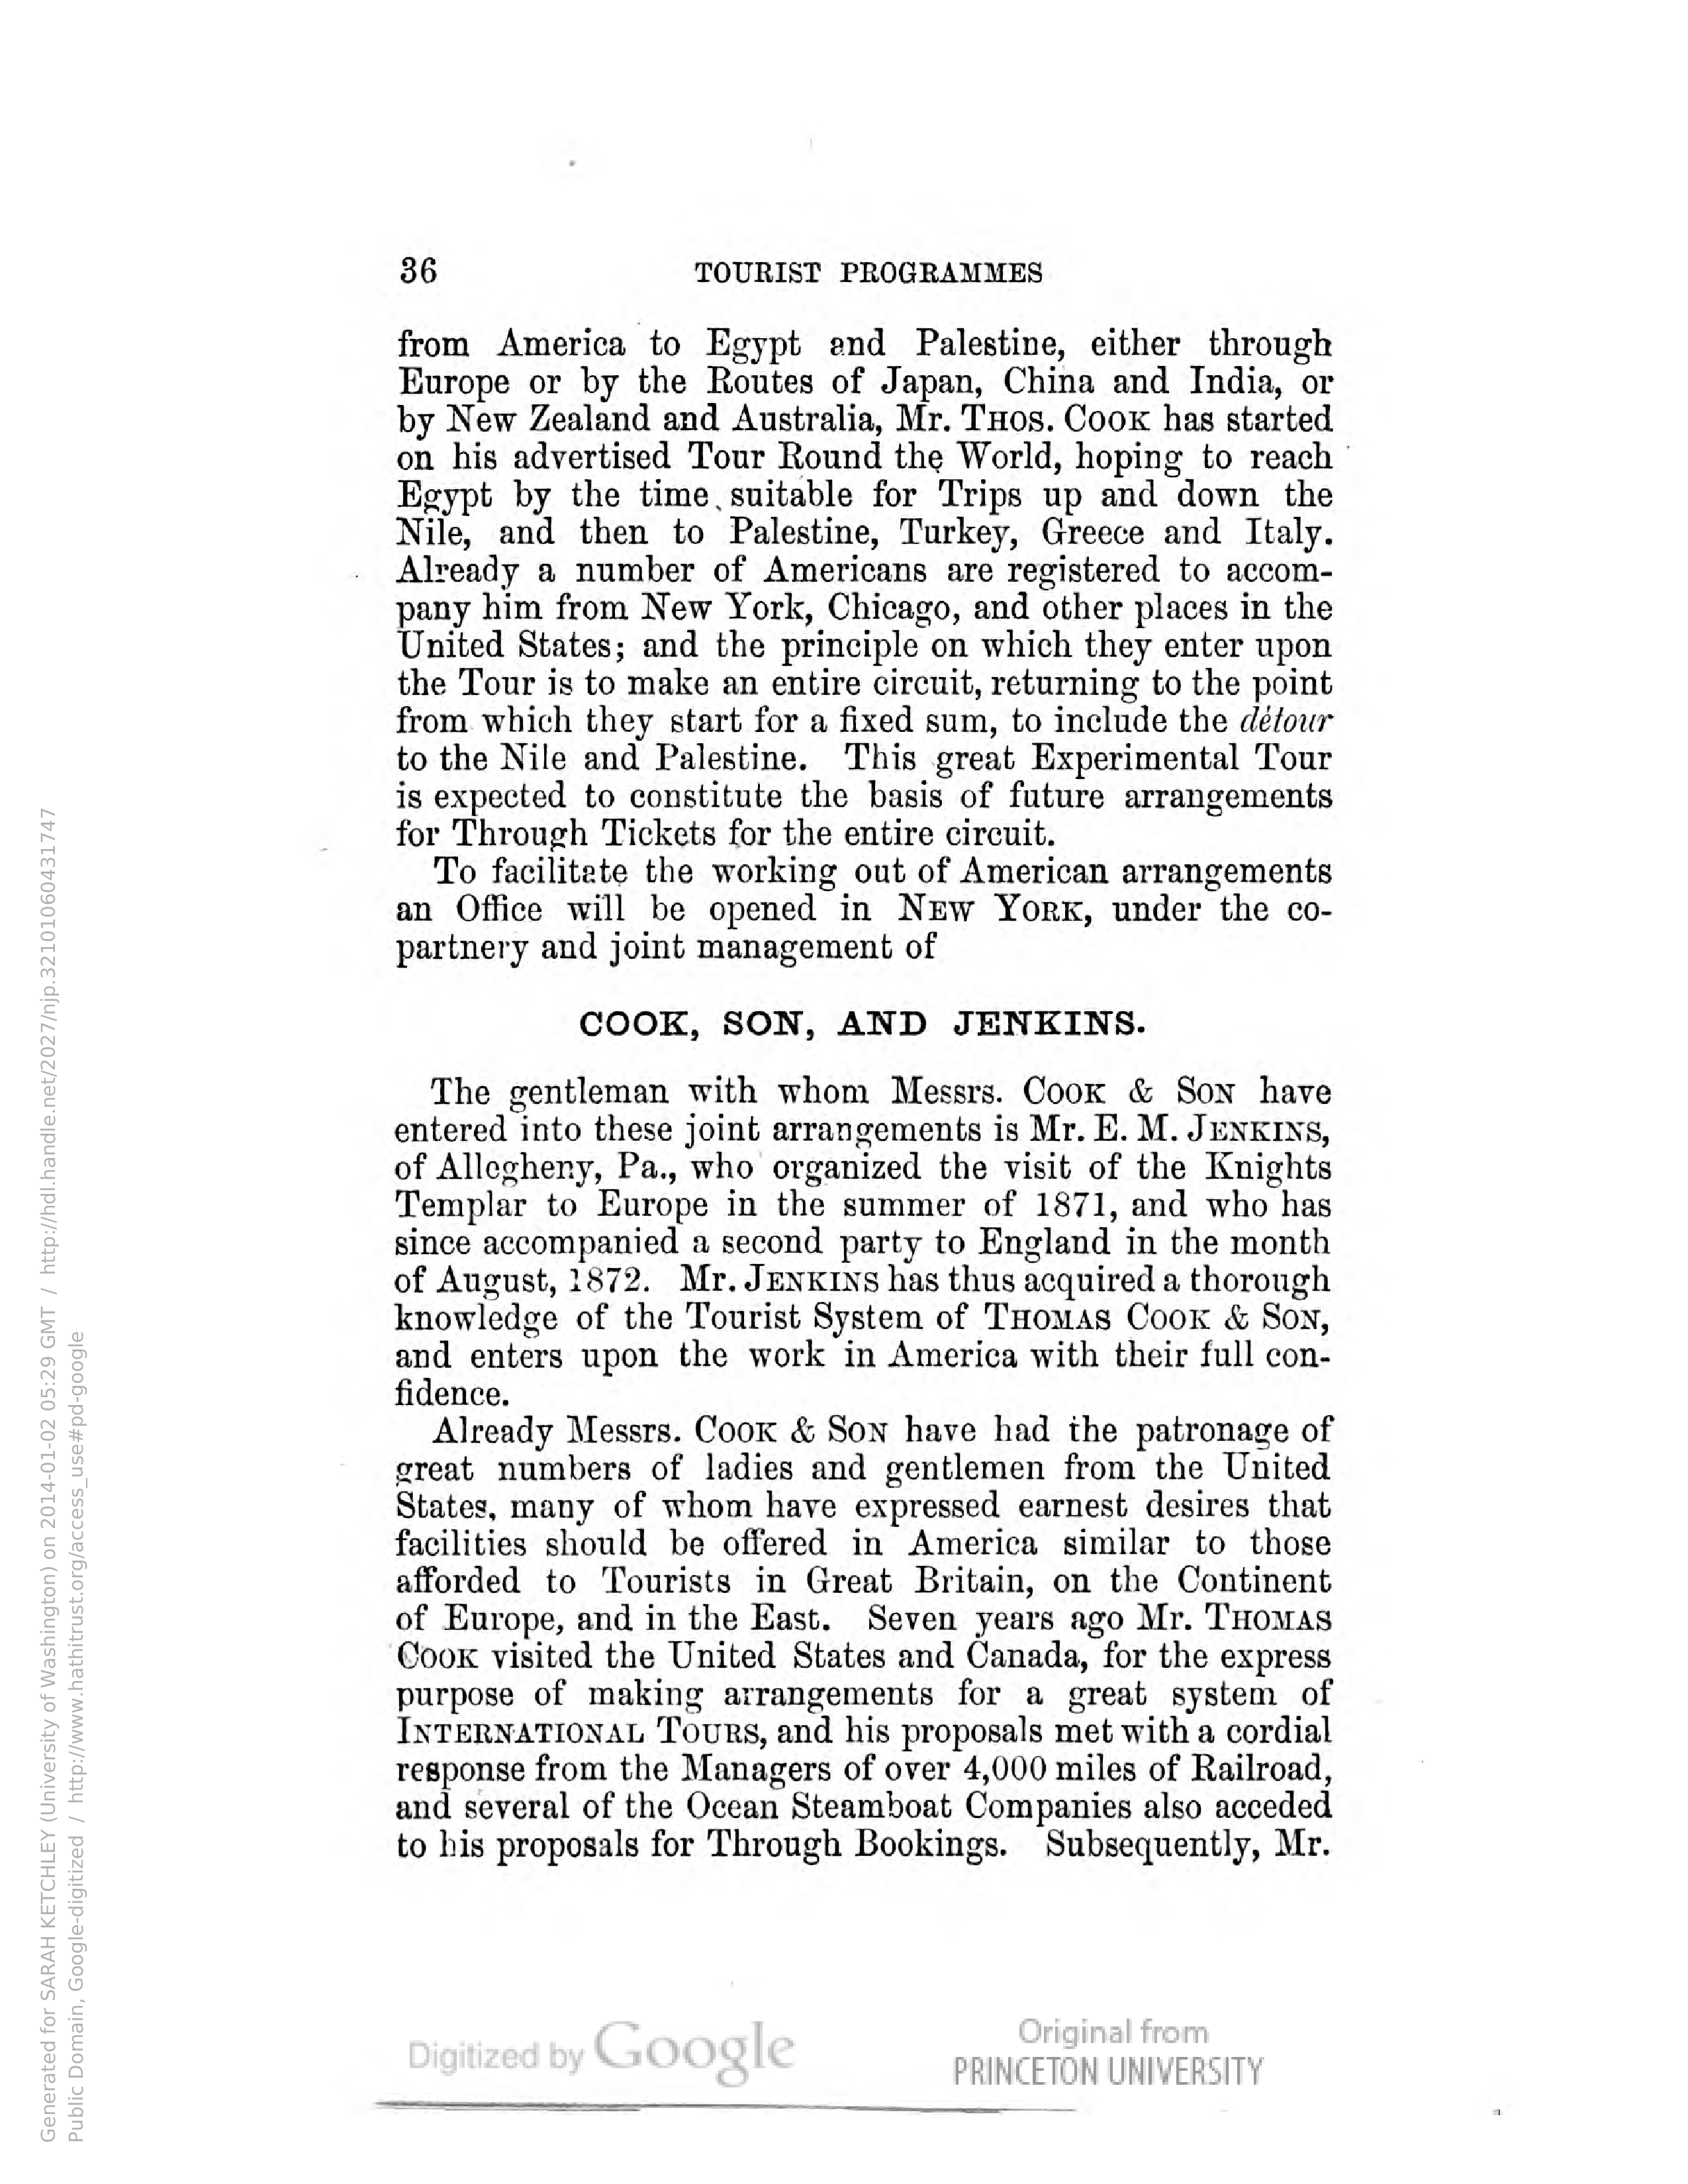 36 TOURIST PROGRAMMES
from America to Egypt and Palestine, either through
Europe or by the Routes of Japan, China and India, or
by New Zealand and Australia, Mr. THOS. COOK has started
on his advertised Tour Round the World, hoping to reach
Egypt by the time suitable for Trips up and down the
Nile, and then to Palestine, Turkey, Greece and Italy.
Already a number of Americans are registered to accom-
pany him from New York, Chicago, and other places in the
United States; and the principle on which they enter upon
the Tour is to make an entire circuit, returning to the point
from which they start for a fixed sum, to include the détour
to the Nile and Palestine. This great Experimental Tour
is expected to constitute the basis of future arrangements
for Through Tickets for the entire circuit.
To facilitate the working out of American arrangements
an Office will be opened in NEW YORK, under the co-
partnery and joint management of
COOK, SON, AND JENKINS.
The gentleman with whom Messrs. COOK & SON have
entered into these joint arrangements is Mr. E. M. JENKINS,
of Allegheny, Pa., who organized the visit of the Knights
Templar to Europe in the summer of 1871, and who has
since accompanied a second party to England in the month
of August, 1872. Mr. JENKINS has thus acquired a thorough
knowledge of the Tourist System of THOMAS COOK & SON,
and enters upon the work in America with their full con-
fidence.
Already Messrs. COOK & SON have had the patronage of
great numbers of ladies and gentlemen from the United
States, many of whom have expressed earnest desires that
facilities should be offered in America similar to those
afforded to Tourists in Great Britain, on the Continent
of Europe, and in the East. Seven years ago Mr. THOMAS
COOK visited the United States and Canada, for the express
purpose of making arrangements for a great system of
INTERNATIONAL TOURS, and his proposals met with a cordial
response from the Managers of over 4,000 miles of Railroad,
and several of the Ocean Steamboat Companies also acceded
to his proposals for Through Bookings. Subsequently, Mr.
Digitized by Google
Original from
PRINCETON UNIVERSITY
Generated for SARAH KETCHLEY (University of Washington) on 2014-01-02 05:29 GMT / http://hdl.handle.net/2027/njp.32101060431747
Public Domain, Google-digitized / http://www.hathitrust.org/access_use#pd-google